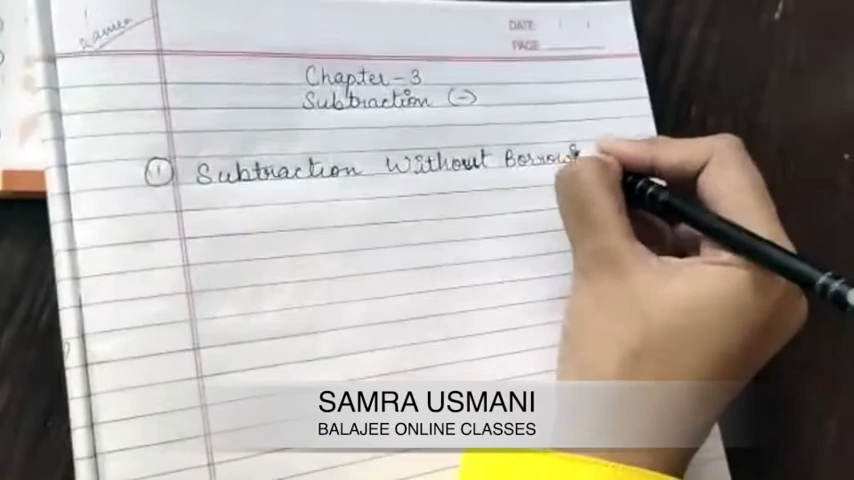 DATE:
PAGE:
Chapter - 3
Subtraction (-)
① Subtraction Without Borrow
SAMRA USMANI
BALAJEE ONLINE CLASSES